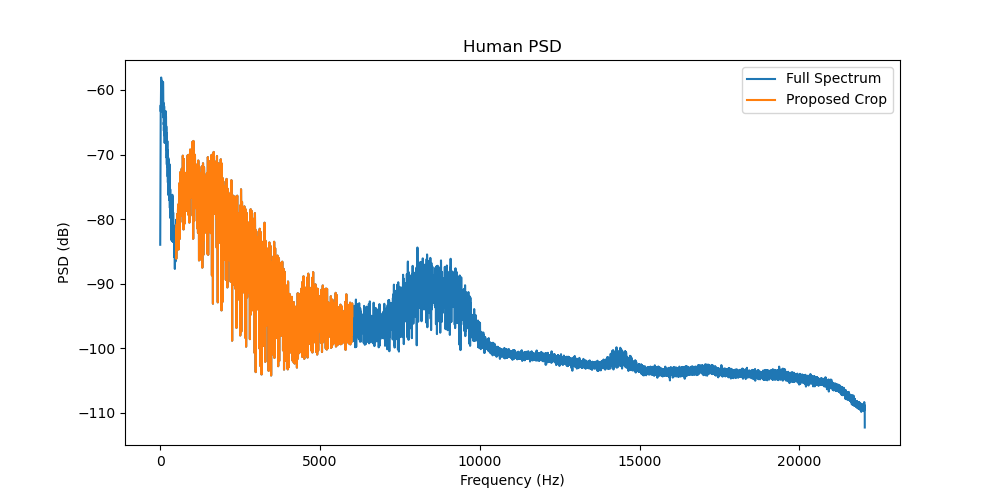 Human PSD
Full Spectrum
Proposed Crop
PSD (dB)
−60
−70
−80
−90
−100
−110
0
5000
10000
15000
20000
Frequency (Hz)